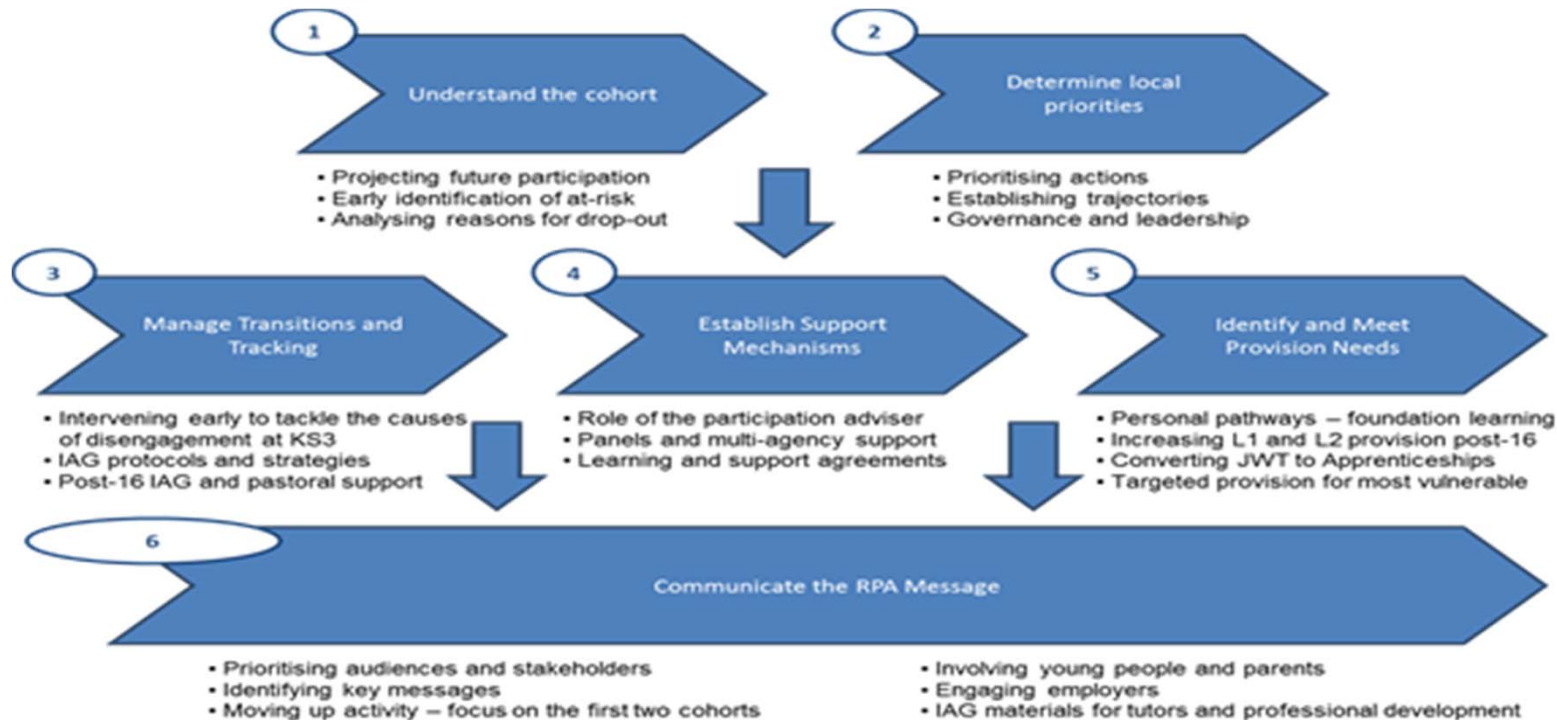 1
Understand the cohort
▪ Projecting future participation
▪ Early identification of at-risk
▪ Analysing reasons for drop-out
2
Determine local
priorities
▪ Prioritising actions
▪ Establishing trajectories
▪ Governance and leadership
3
Manage Transitions and
Tracking
▪ Intervening early to tackle the causes
of disengagement at KS3
▪ IAG protocols and strategies
▪ Post-16 IAG and pastoral support
4
Establish Support
Mechanisms
▪ Role of the participation adviser
▪ Panels and multi-agency support
▪ Learning and support agreements
5
Identify and Meet
Provision Needs
▪ Personal pathways – foundation learning
▪ Increasing L1 and L2 provision post-16
▪ Converting JWT to Apprenticeships
▪ Targeted provision for most vulnerable
6
Communicate the RPA Message
▪ Prioritising audiences and stakeholders
▪ Identifying key messages
▪ Moving up activity – focus on the first two cohorts
▪ Involving young people and parents
▪ Engaging employers
▪ IAG materials for tutors and professional development